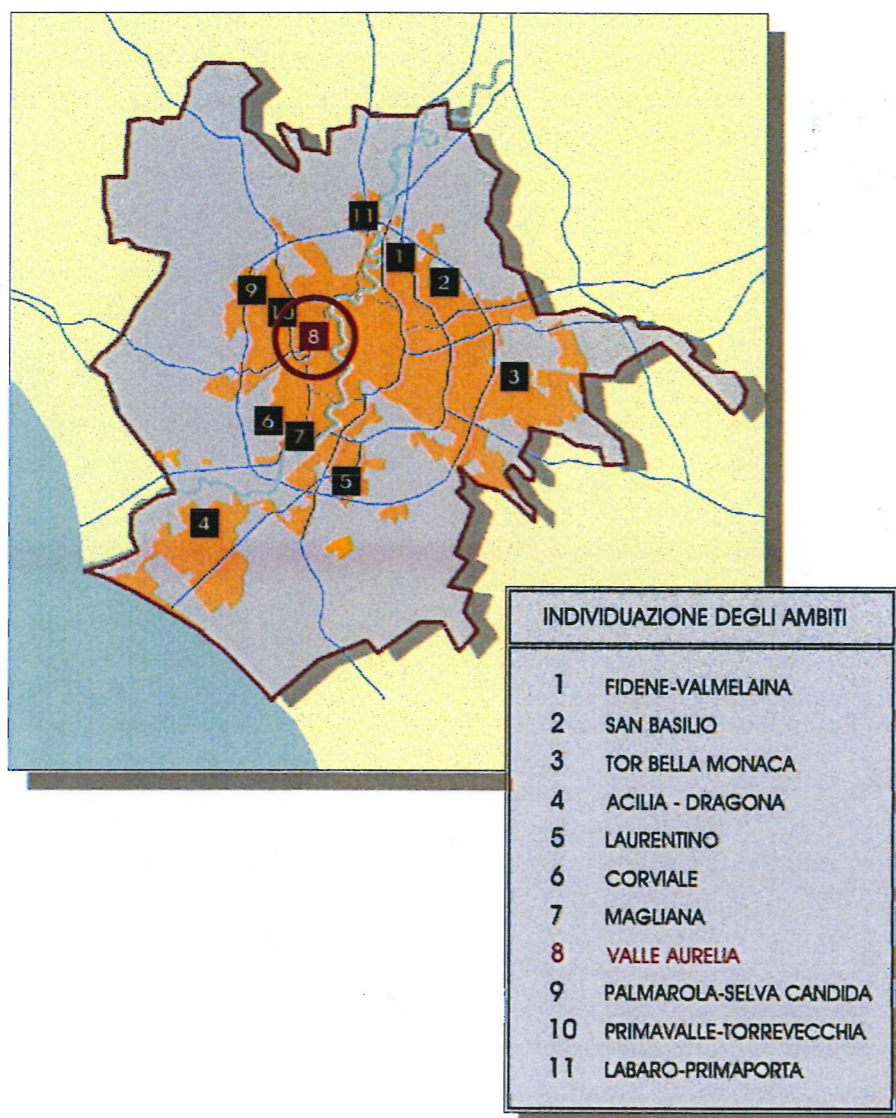 11
1
2
9
10
8
3
6
7
5
4
INDIVIDUAZIONE DEGLI AMBITI
1 FIDENE-VALMELAINA
2 SAN BASILIO
3 TOR BELLA MONACA
4 ACILIA - DRAGONA
5 LAURENTINO
6 CORVIALE
7 MAGLIANA
8 VALLE AURELIA
9 PALMAROLA-SELVA CANDIDA
10 PRIMAVALLE-TORREVECCHIA
11 LABARO-PRIMAPORTA